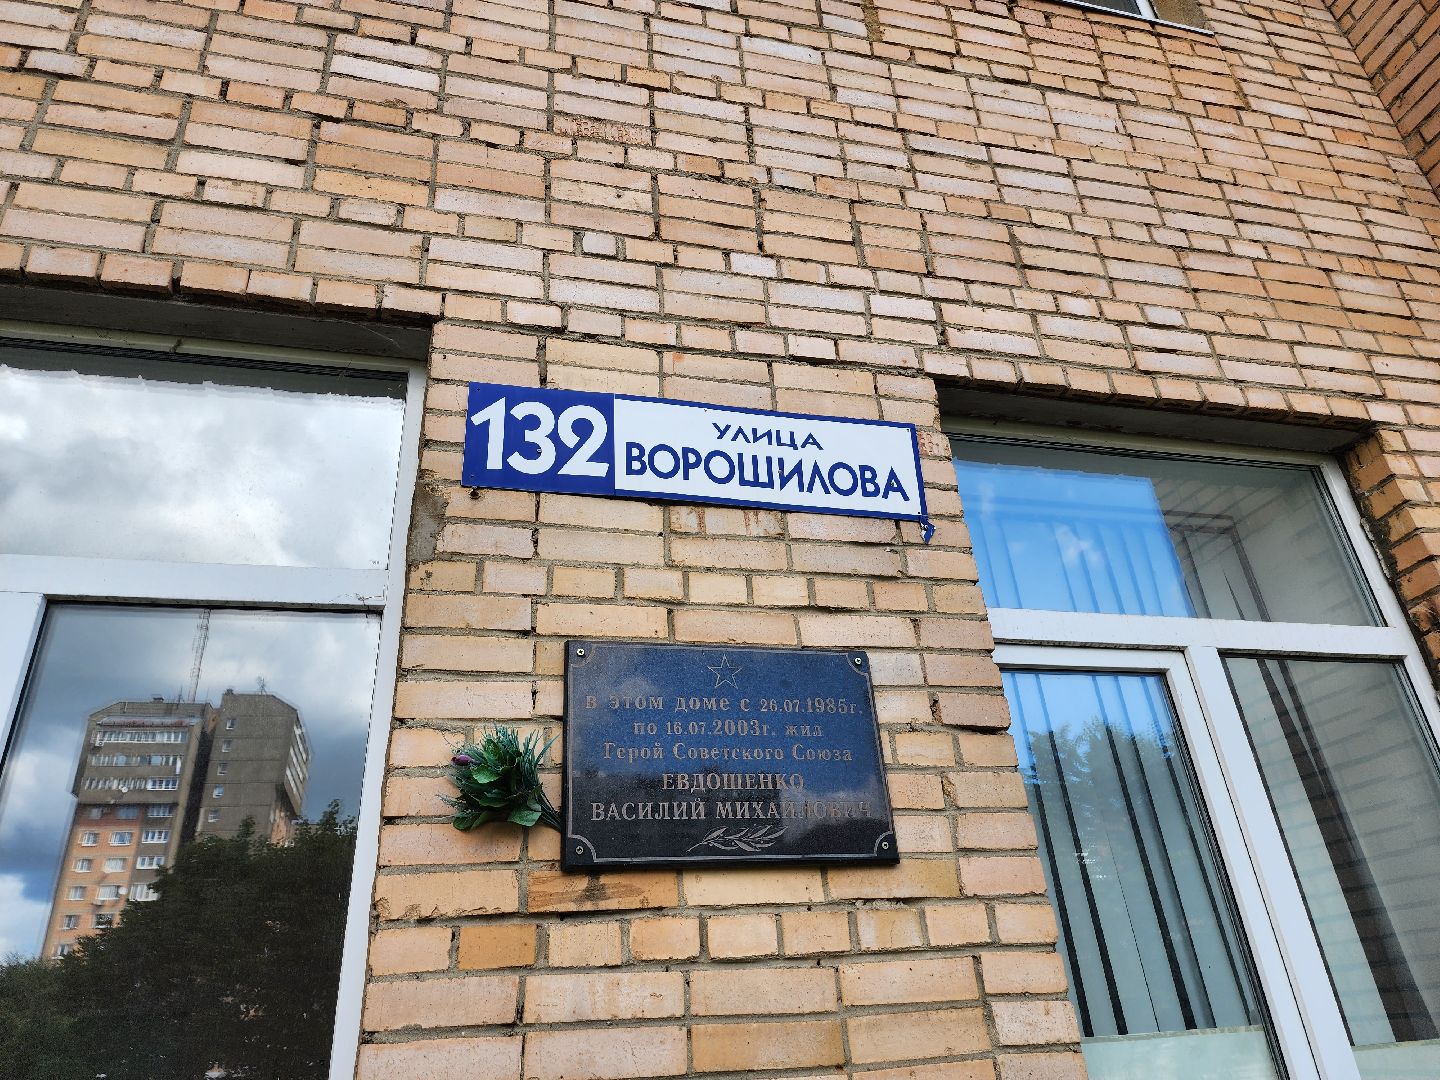 132
УЛИЦА
ВОРОШИЛОВА
В этом доме с 26.07.1985г.
по 16.07.2003г. жил
Герой Советского Союза
ЕВДОШЕНКО
ВАСИЛИЙ МИХАЙЛОВИЧ